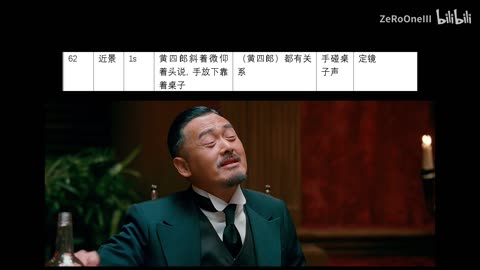 ZeRoOneIII bilibili
62 近景 1s 黄四郎斜着微仰 （黄四郎）都有关 手碰桌 定镜
着头说，手放下靠 系 子声
着桌子